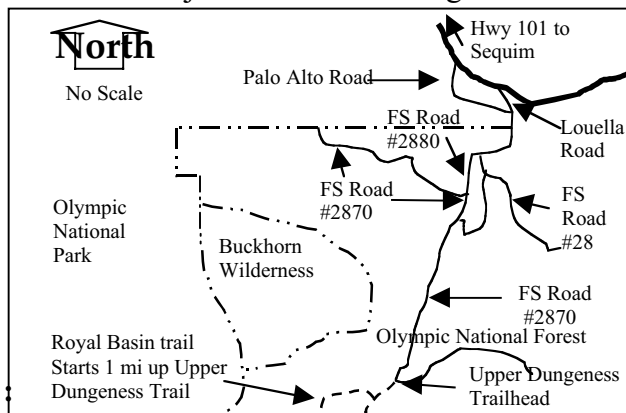 North
No Scale
Hwy 101 to
Sequim
Palo Alto Road
FS Road
#2880
Louella
Road
FS Road
#2870
FS
Road
#28
Olympic
National
Park
Buckhorn
Wilderness
FS Road
#2870
Olympic National Forest
Royal Basin trail
Starts 1 mi up Upper
Dungeness Trail
Upper Dungeness
Trailhead